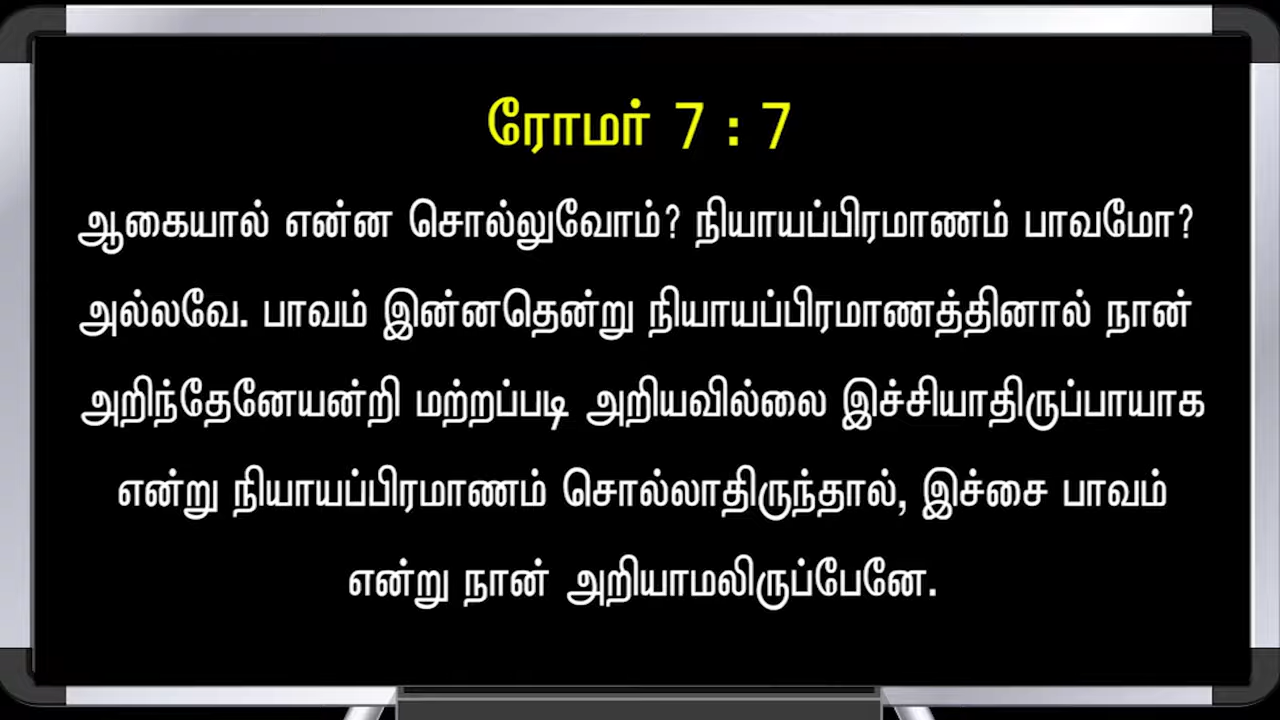 ரோமர் 7 : 7
ஆகையால் என்ன சொல்லுவோம்? நியாயப்பிரமாணம் பாவமோ?
அல்லவே. பாவம் இன்னதென்று நியாயப்பிரமாணத்தினால் நான்
அறிந்தேனேயன்றி மற்றப்படி அறியவில்லை இச்சியாதிருப்பாயாக
என்று நியாயப்பிரமாணம் சொல்லாதிருந்தால், இச்சை பாவம்
என்று நான் அறியாமலிருப்பேனே.